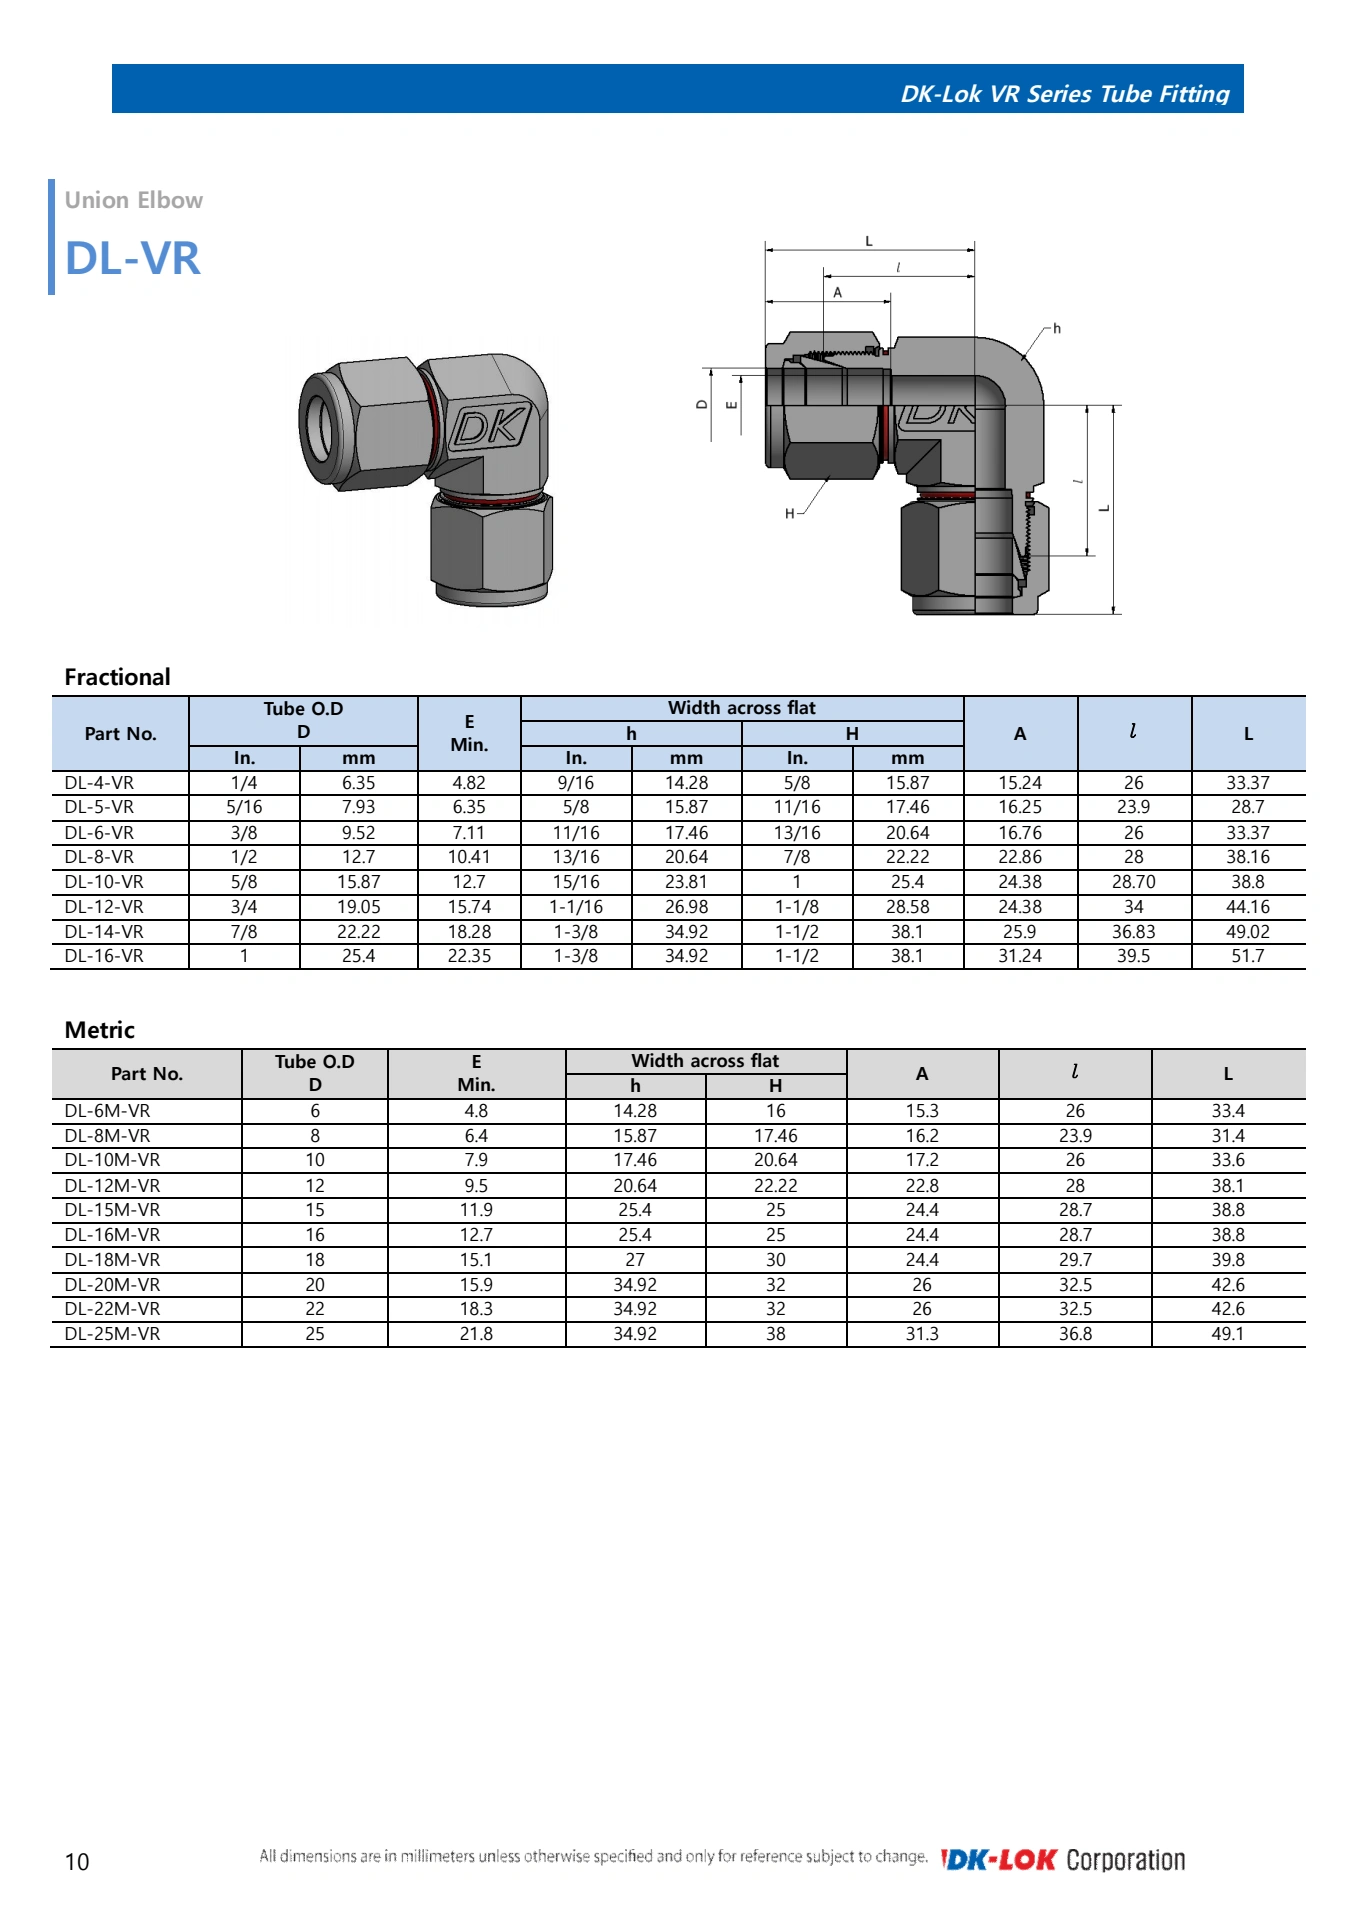 DK-Lok VR Series Tube Fitting
Union Elbow
DL-VR
DK
L
l
A
h
D
E
DK
H
l
L
Fractional
Part No. Tube O.D D E Min. Width across flat A l L
h H
In. mm In. mm In. mm
DL-4-VR 1/4 6.35 4.82 9/16 14.28 5/8 15.87 15.24 26 33.37
DL-5-VR 5/16 7.93 6.35 5/8 15.87 11/16 17.46 16.25 23.9 28.7
DL-6-VR 3/8 9.52 7.11 11/16 17.46 13/16 20.64 16.76 26 33.37
DL-8-VR 1/2 12.7 10.41 13/16 20.64 7/8 22.22 22.86 28 38.16
DL-10-VR 5/8 15.87 12.7 15/16 23.81 1 25.4 24.38 28.70 38.8
DL-12-VR 3/4 19.05 15.74 1-1/16 26.98 1-1/8 28.58 24.38 34 44.16
DL-14-VR 7/8 22.22 18.28 1-3/8 34.92 1-1/2 38.1 25.9 36.83 49.02
DL-16-VR 1 25.4 22.35 1-3/8 34.92 1-1/2 38.1 31.24 39.5 51.7
Metric
Part No. Tube O.D D E Min. Width across flat A l L
h H
DL-6M-VR 6 4.8 14.28 16 15.3 26 33.4
DL-8M-VR 8 6.4 15.87 17.46 16.2 23.9 31.4
DL-10M-VR 10 7.9 17.46 20.64 17.2 26 33.6
DL-12M-VR 12 9.5 20.64 22.22 22.8 28 38.1
DL-15M-VR 15 11.9 25.4 25 24.4 28.7 38.8
DL-16M-VR 16 12.7 25.4 25 24.4 28.7 38.8
DL-18M-VR 18 15.1 27 30 24.4 29.7 39.8
DL-20M-VR 20 15.9 34.92 32 26 32.5 42.6
DL-22M-VR 22 18.3 34.92 32 26 32.5 42.6
DL-25M-VR 25 21.8 34.92 38 31.3 36.8 49.1
10 All dimensions are in millimeters unless otherwise specified and only for reference subject to change. DK-LOK Corporation